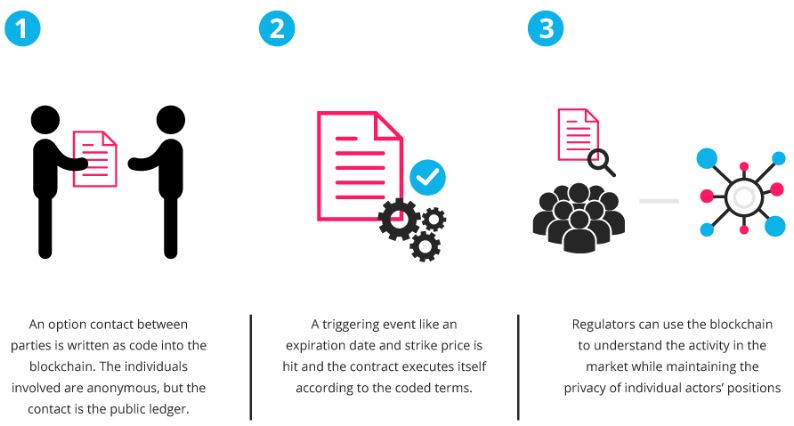 1
2
3
An option contact between
parties is written as code into the
blockchain. The individuals
involved are anonymous, but the
contact is the public ledger.
A triggering event like an
expiration date and strike price is
hit and the contract executes itself
according to the coded terms.
Regulators can use the blockchain
to understand the activity in the
market while maintaining the
privacy of individual actors' positions